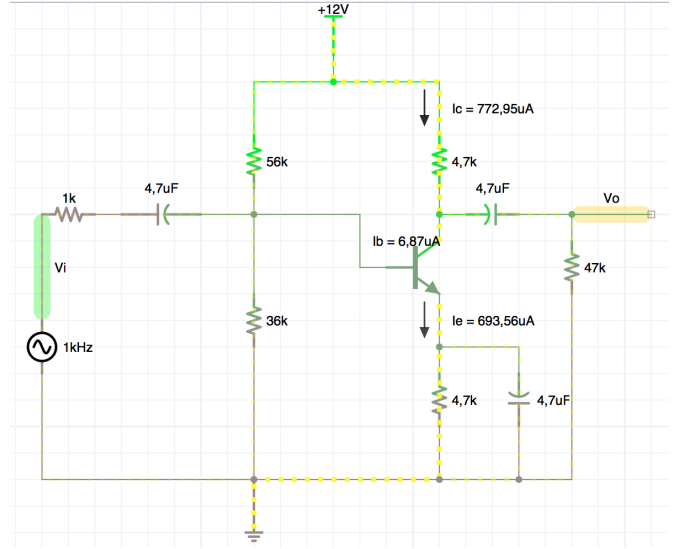 +12V
Ic = 772,95uA
56k
4,7k
1k
4,7uF
4,7uF
Vo
Ib = 6,87uA
Vi
47k
36k
Ie = 693,56uA
1kHz
4,7k
4,7uF